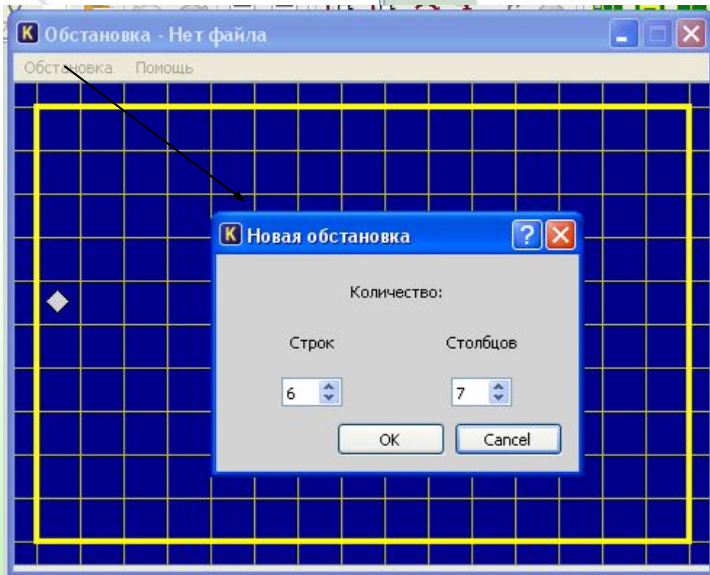 Обстановка - Нет файла
Обстановка Помощь
Новая обстановка
Количество:
Строк Столбцов
6 7
OK Cancel